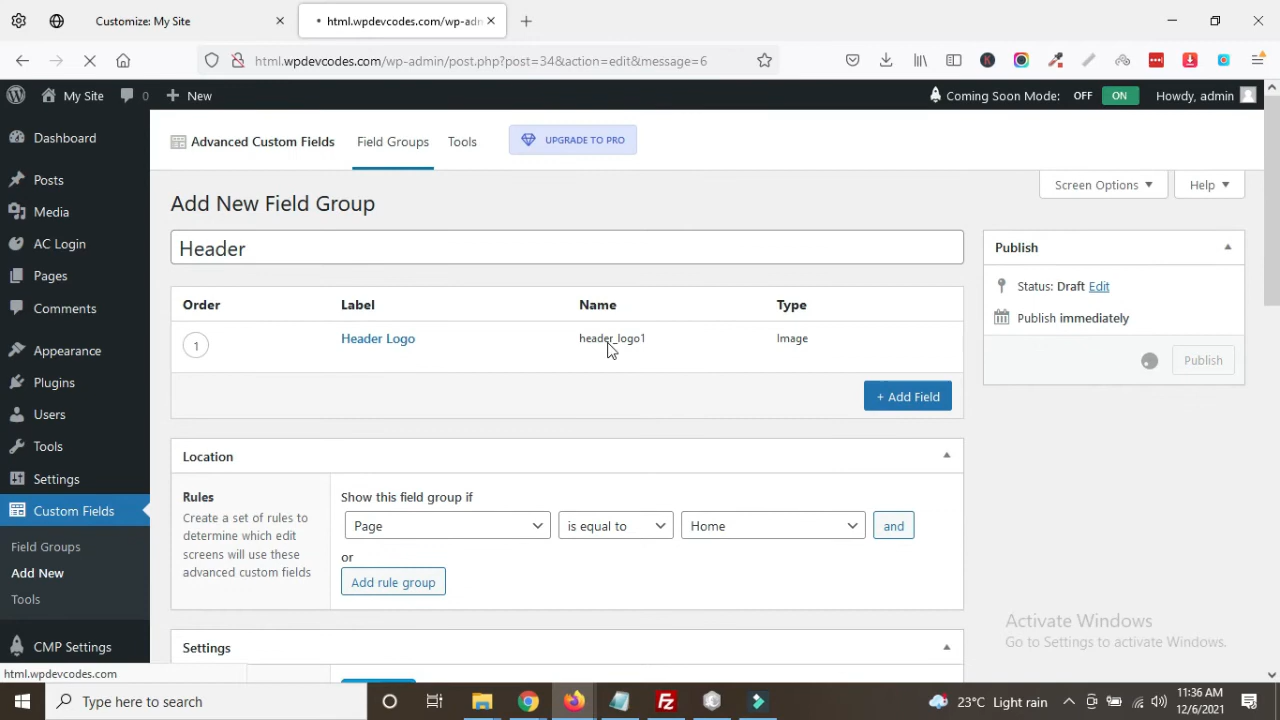 Customize: My Site
html.wpdevcodes.com/wp-adm
html.wpdevcodes.com/wp-admin/post.php?post=34&action=edit&message=6
My Site
0
New
Coming Soon Mode:
OFF
ON
Howdy, admin
Dashboard
Posts
Media
AC Login
Pages
Comments
Appearance
Plugins
Users
Tools
Settings
Custom Fields
Field Groups
Add New
Tools
CMP Settings
Advanced Custom Fields
Field Groups
Tools
UPGRADE TO PRO
Screen Options
Help
Add New Field Group
Header
Order
Label
Name
Type
1
Header Logo
header_logo1
Image
+ Add Field
Location
Rules
Create a set of rules to
determine which edit
screens will use these
advanced custom fields
Show this field group if
Page
is equal to
Home
and
or
Add rule group
Settings
Publish
Status: Draft Edit
Publish immediately
Publish
Activate Windows
Go to Settings to activate Windows.
html.wpdevcodes.com
Type here to search
23°C Light rain
11:36 AM
12/6/2021